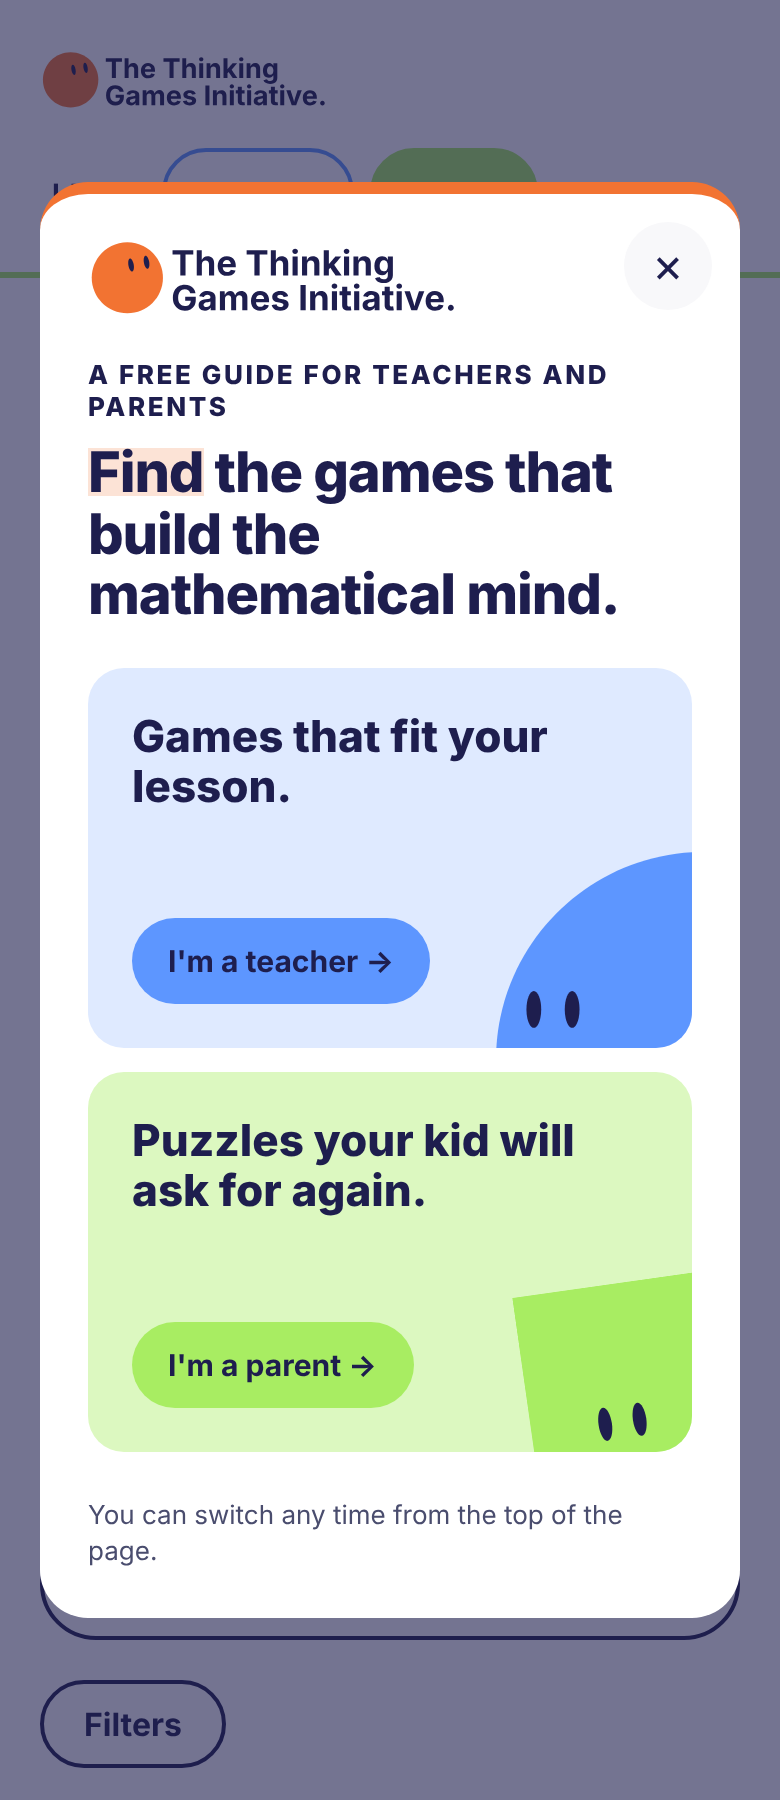 The Thinking
Games Initiative.
The Thinking
Games Initiative.
A FREE GUIDE FOR TEACHERS AND
PARENTS
Find the games that
build the
mathematical mind.
Games that fit your
lesson.
I'm a teacher →
Puzzles your kid will
ask for again.
I'm a parent →
You can switch any time from the top of the
page.
Filters